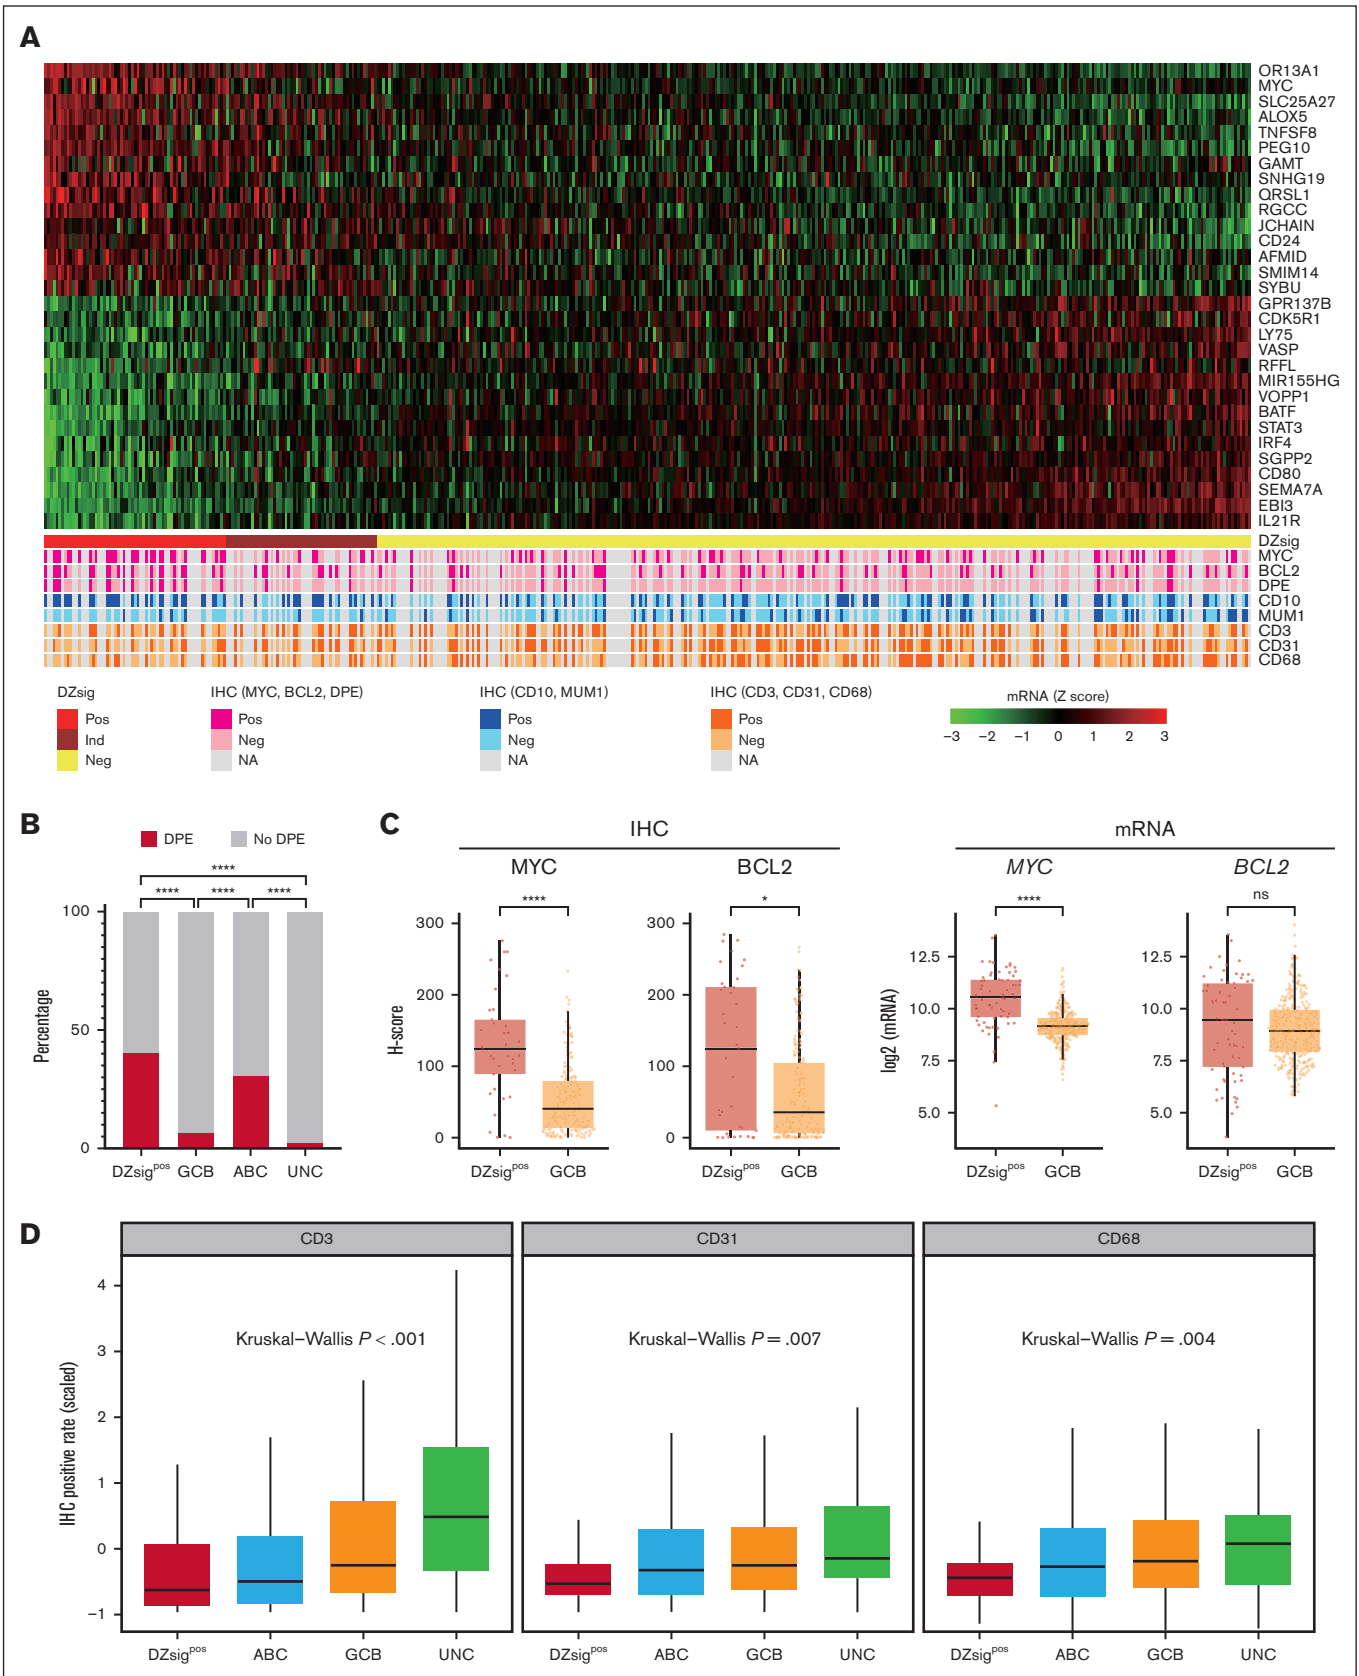 A
OR13A1
MYC
SLC25A27
ALOX5
TNFSF8
PEG10
GAMT
SNHG19
QRSL1
RGCC
JCHAIN
CD24
AFMID
SMIM14
SYBU
GPR137B
CDK5R1
LY75
VASP
RFFL
MIR155HG
VOPP1
BATF
STAT3
IRF4
SGPP2
CD80
SEMA7A
EBI3
IL21R
DZsig
MYC
BCL2
DPE
CD10
MUM1
CD3
CD31
CD68
DZsig
Pos
Ind
Neg
IHC (MYC, BCL2, DPE)
Pos
Neg
NA
IHC (CD10, MUM1)
Pos
Neg
NA
IHC (CD3, CD31, CD68)
Pos
Neg
NA
mRNA (Z score)
−3 −2 −1 0 1 2 3
B
DPE No DPE
****
**** **** ****
Percentage
100
50
0
DZsigpos GCB ABC UNC
C
IHC
MYC
****
H-score
300
200
100
0
DZsigpos GCB
BCL2
*
300
200
100
0
DZsigpos GCB
mRNA
MYC
****
log2 (mRNA)
12.5
10.0
7.5
5.0
DZsigpos GCB
BCL2
ns
12.5
10.0
7.5
5.0
DZsigpos GCB
D
IHC positive rate (scaled)
4
3
2
1
0
−1
CD3
Kruskal–Wallis P < .001
DZsigpos ABC GCB UNC
CD31
Kruskal–Wallis P = .007
DZsigpos ABC GCB UNC
CD68
Kruskal–Wallis P = .004
DZsigpos ABC GCB UNC